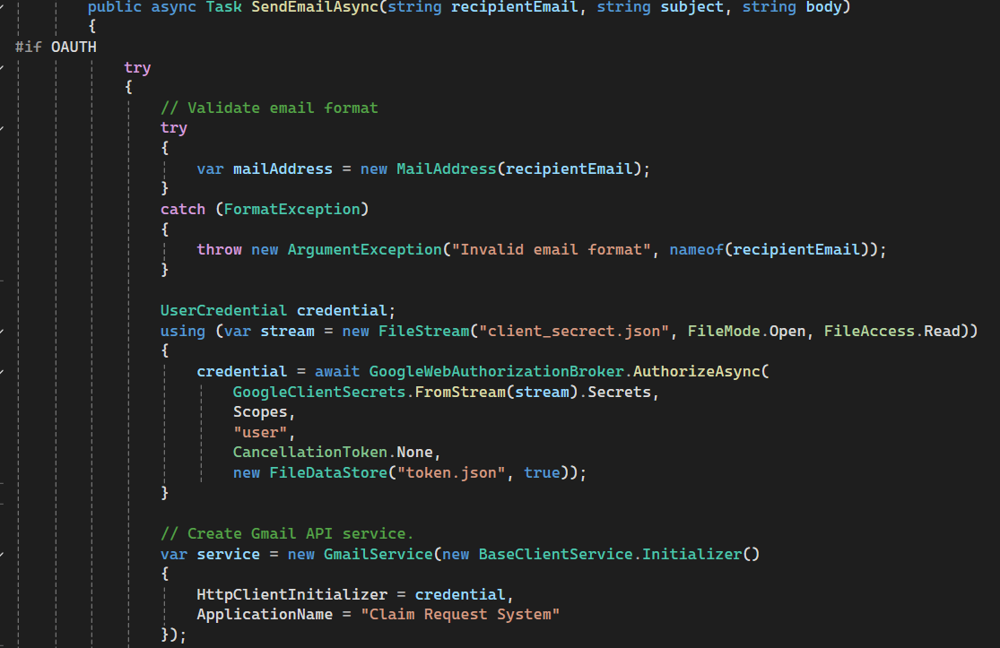 public async Task SendEmailAsync(string recipientEmail, string subject, string body)
{
#if OAUTH
try
{
// Validate email format
try
{
var mailAddress = new MailAddress(recipientEmail);
}
catch (FormatException)
{
throw new ArgumentException("Invalid email format", nameof(recipientEmail));
}
UserCredential credential;
using (var stream = new FileStream("client_secrect.json", FileMode.Open, FileAccess.Read))
{
credential = await GoogleWebAuthorizationBroker.AuthorizeAsync(
GoogleClientSecrets.FromStream(stream).Secrets,
Scopes,
"user",
CancellationToken.None,
new FileDataStore("token.json", true));
}
// Create Gmail API service.
var service = new GmailService(new BaseClientService.Initializer()
{
HttpClientInitializer = credential,
ApplicationName = "Claim Request System"
});